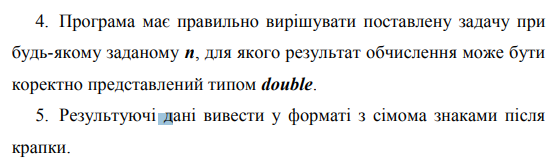 4. Програма має правильно вирішувати поставлену задачу при
будь-якому заданому n, для якого результат обчислення може бути
коректно представлений типом double.
5. Результуючі дані вивести у форматі з сімома знаками після
крапки.